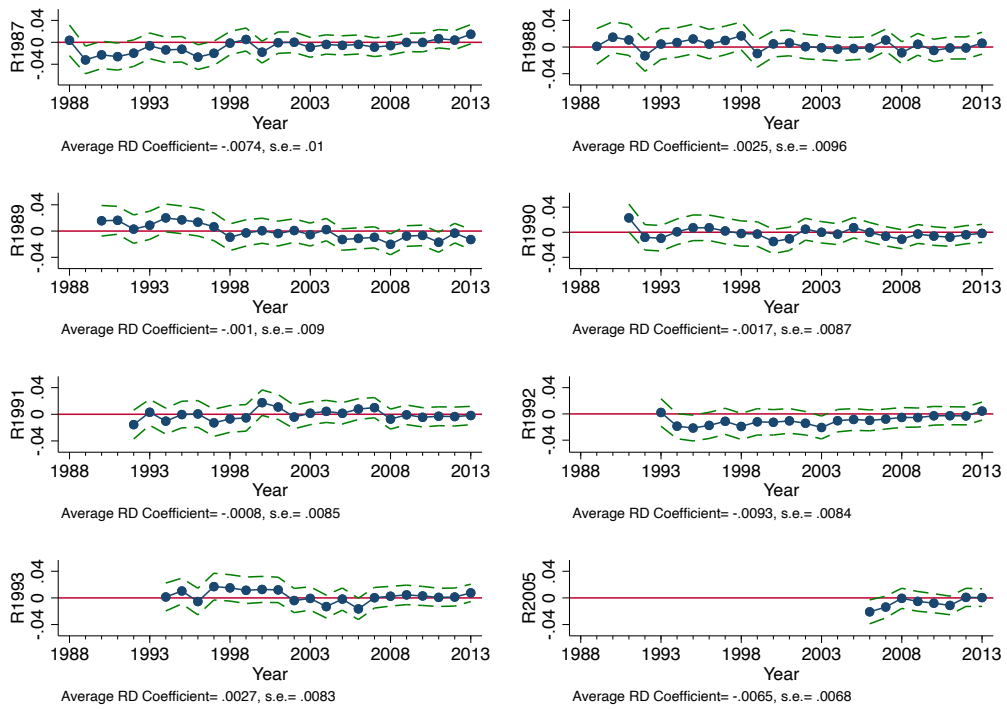 R1987
.04
0
-.04
1988 1993 1998 2003 2008 2013
Year
Average RD Coefficient= -.0074, s.e.= .01
R1988
.04
0
-.04
1988 1993 1998 2003 2008 2013
Year
Average RD Coefficient= .0025, s.e.= .0096
R1989
.04
0
-.04
1988 1993 1998 2003 2008 2013
Year
Average RD Coefficient= -.001, s.e.= .009
R1990
.04
0
-.04
1988 1993 1998 2003 2008 2013
Year
Average RD Coefficient= -.0017, s.e.= .0087
R1991
.04
0
-.04
1988 1993 1998 2003 2008 2013
Year
Average RD Coefficient= -.0008, s.e.= .0085
R1992
.04
0
-.04
1988 1993 1998 2003 2008 2013
Year
Average RD Coefficient= -.0093, s.e.= .0084
R1993
.04
0
-.04
1988 1993 1998 2003 2008 2013
Year
Average RD Coefficient= .0027, s.e.= .0083
R2005
.04
0
-.04
1988 1993 1998 2003 2008 2013
Year
Average RD Coefficient= -.0065, s.e.= .0068